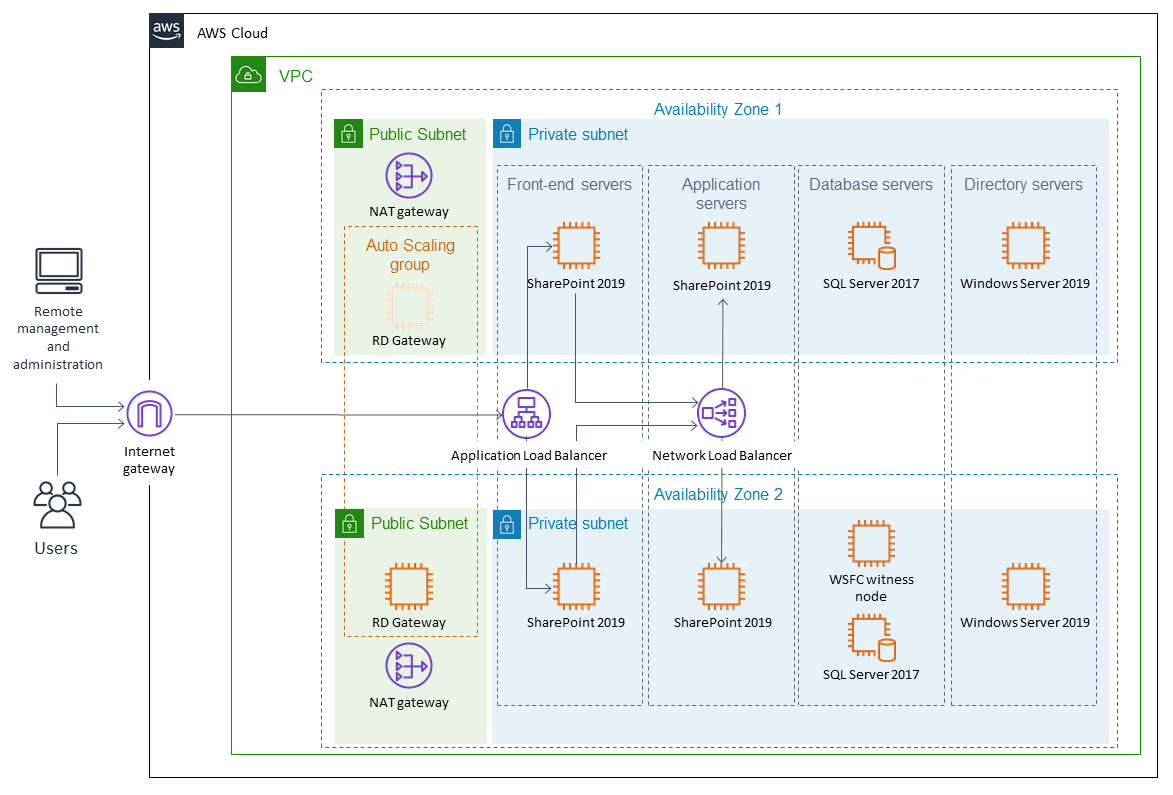 aws
AWS Cloud
VPC
Availability Zone 1
Public Subnet
Private subnet
NAT gateway
Auto Scaling
group
RD Gateway
Front-end servers
SharePoint 2019
Application
servers
SharePoint 2019
Database servers
SQL Server 2017
Directory servers
Windows Server 2019
Remote
management
and
administration
Internet
gateway
Users
Application Load Balancer
Network Load Balancer
Availability Zone 2
Public Subnet
Private subnet
RD Gateway
NAT gateway
SharePoint 2019
SharePoint 2019
WSFC witness
node
SQL Server 2017
Windows Server 2019